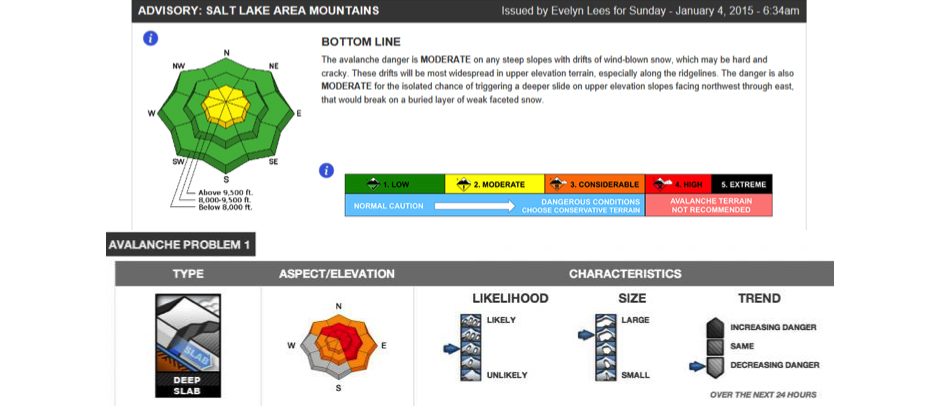 ADVISORY: SALT LAKE AREA MOUNTAINS
Issued by Evelyn Lees for Sunday - January 4, 2015 - 6:34am
i
BOTTOM LINE
The avalanche danger is MODERATE on any steep slopes with drifts of wind-blown snow, which may be hard and
cracky. These drifts will be most widespread in upper elevation terrain, especially along the ridgelines. The danger is also
MODERATE for the isolated chance of triggering a deeper slide on upper elevation slopes facing northwest through east,
that would break on a buried layer of weak faceted snow.
N
NW
NE
W
E
SW
SE
S
Above 9,500 ft.
8,000-9,500 ft.
Below 8,000 ft.
i
1. LOW
2. MODERATE
3. CONSIDERABLE
4. HIGH
5. EXTREME
NORMAL CAUTION
DANGEROUS CONDITIONS
CHOOSE CONSERVATIVE TERRAIN
AVALANCHE TERRAIN
NOT RECOMMENDED
AVALANCHE PROBLEM 1
TYPE
ASPECT/ELEVATION
CHARACTERISTICS
SLAB
DEEP
SLAB
N
W
E
S
LIKELIHOOD
LIKELY
UNLIKELY
SIZE
LARGE
SMALL
TREND
INCREASING DANGER
SAME
DECREASING DANGER
OVER THE NEXT 24 HOURS